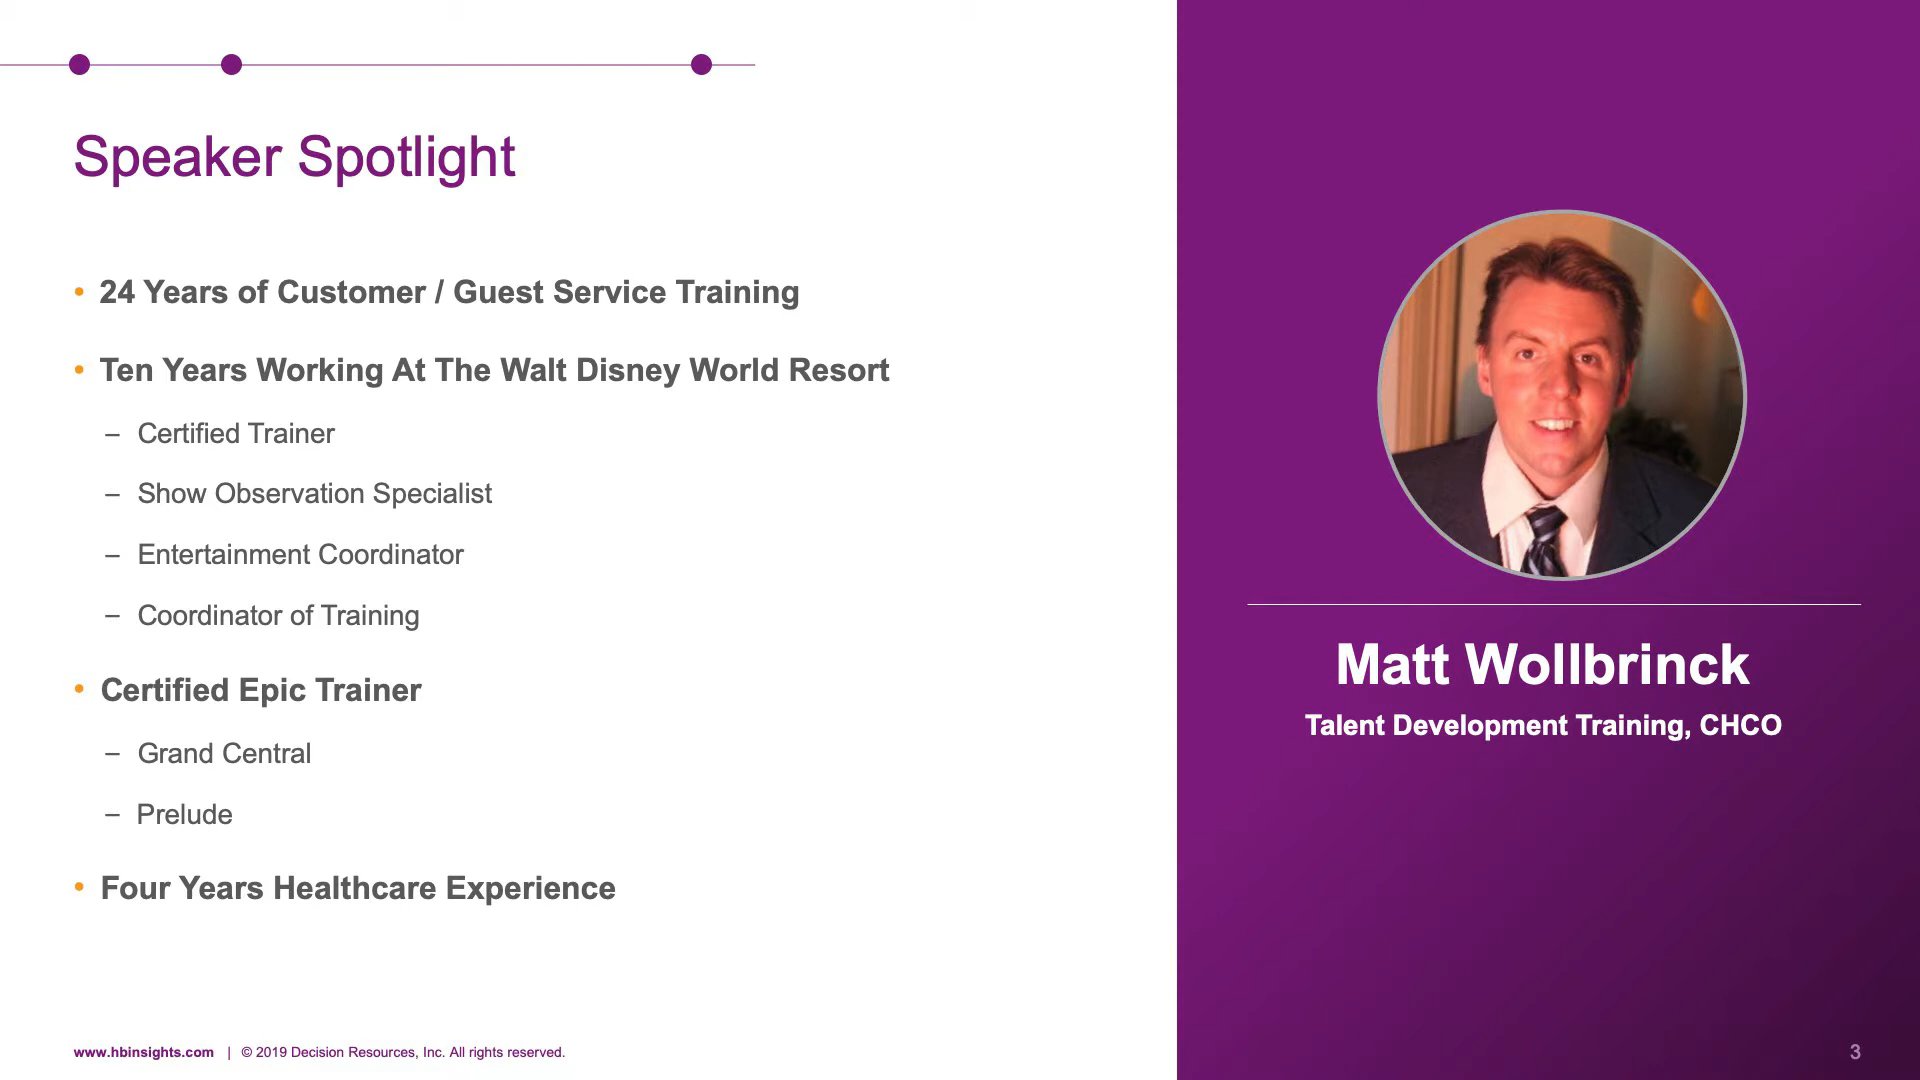 Speaker Spotlight
• 24 Years of Customer / Guest Service Training
• Ten Years Working At The Walt Disney World Resort
– Certified Trainer
– Show Observation Specialist
– Entertainment Coordinator
– Coordinator of Training
• Certified Epic Trainer
– Grand Central
– Prelude
• Four Years Healthcare Experience
Matt Wollbrinck
Talent Development Training, CHCO
www.hbinsights.com | © 2019 Decision Resources, Inc. All rights reserved.
3